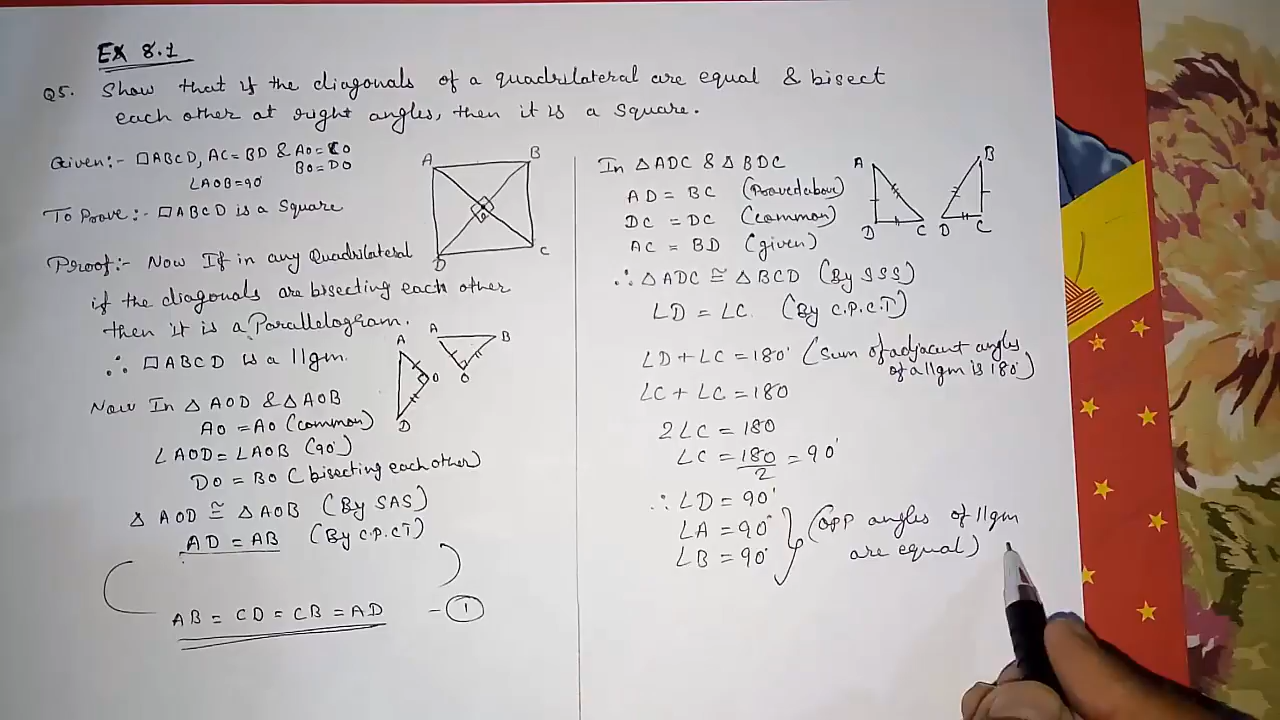 EX 8.1
Q5. Show that if the diagonals of a quadrilateral are equal & bisect
each other at right angles, then it is a square.
Given:- □ABCD, AC = BD & AO = CO
BO = DO
∠AOB = 90°
To Prove:- □ABCD is a Square
Proof:- Now If in any Quadrilateral
if the diagonals are bisecting each other
then it is a Parallelogram.
∴ □ABCD is a llgm.
Now In △AOD & △AOB
AO = AO (common)
∠AOD = ∠AOB (90°)
DO = BO (bisecting each other)
△ AOD ≅ △AOB (By SAS)
AD = AB (By C.P.C.T)
AB = CD = CB = AD - ①
A B
O
D C
A B
O
A
O
D
In △ADC & △BDC
AD = BC (Proved above)
DC = DC (common)
AC = BD (given)
∴ △ADC ≅ △BCD (By SSS)
∠D = ∠C. (By C.P.C.T)
∠D + ∠C = 180° (Sum of adjacent angles
of a llgm is 180°)
∠C + ∠C = 180
2∠C = 180
∠C = 180/2 = 90°
∴ ∠D = 90°
∠A = 90° } (opp angles of llgm
∠B = 90° are equal)
A B
D C D C